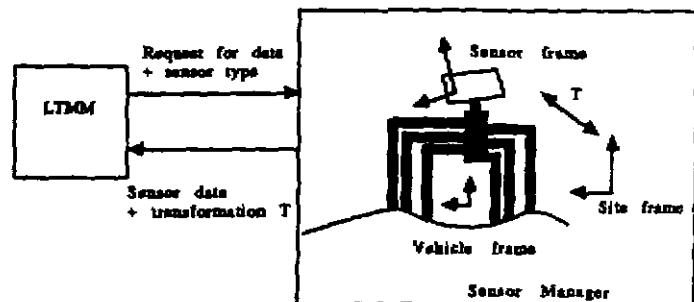 Request for data
+ sensor type
LTMM
Sensor data
+ transformation T
Sensor frame
T
Site frame
Vehicle frame
Sensor Manager